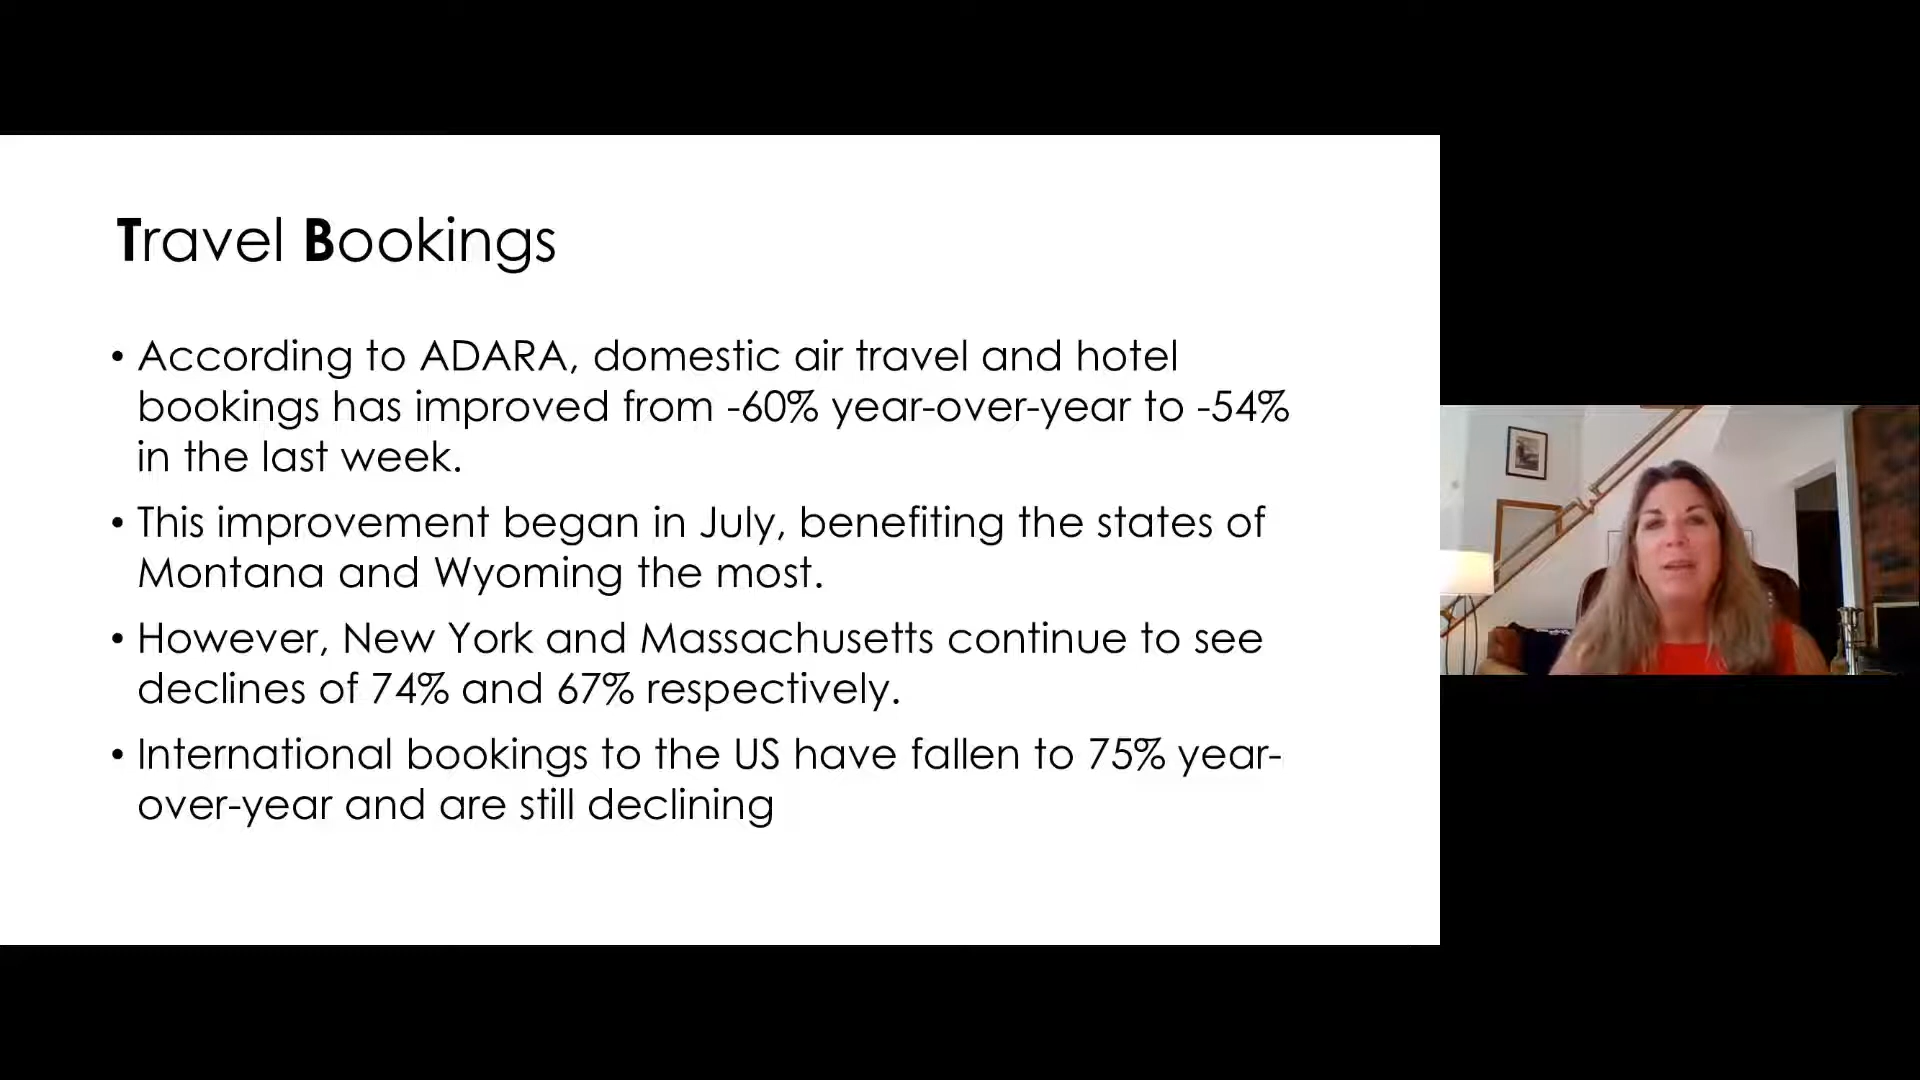 Travel Bookings
• According to ADARA, domestic air travel and hotel
bookings has improved from -60% year-over-year to -54%
in the last week.
• This improvement began in July, benefiting the states of
Montana and Wyoming the most.
• However, New York and Massachusetts continue to see
declines of 74% and 67% respectively.
• International bookings to the US have fallen to 75% year-
over-year and are still declining